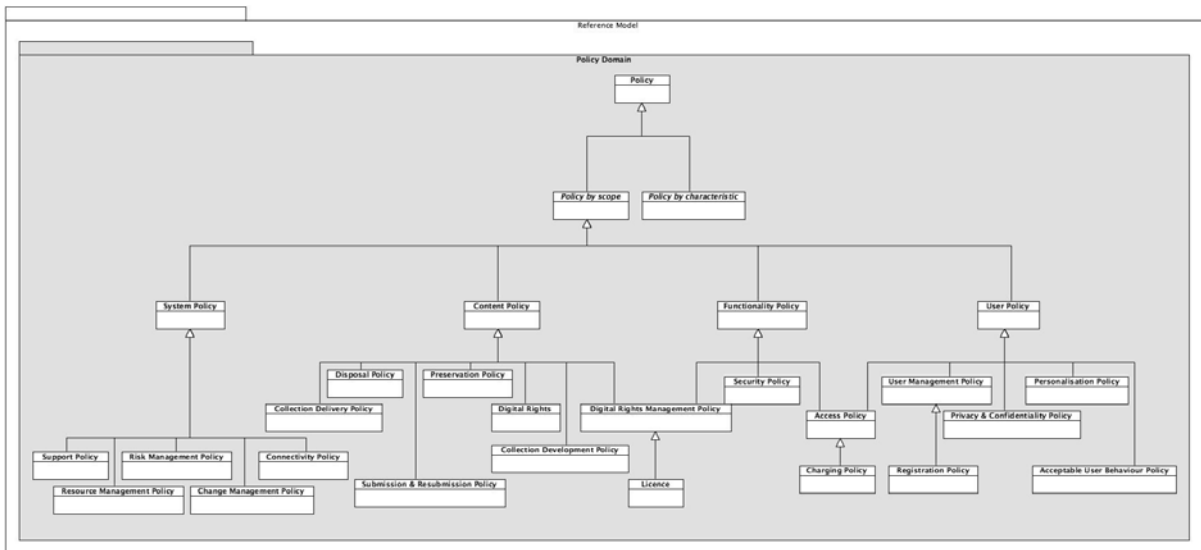 Reference Model
Policy Domain
Policy
Policy by scope
Policy by characteristic
System Policy
Content Policy
Functionality Policy
User Policy
Disposal Policy
Preservation Policy
Security Policy
User Management Policy
Personalisation Policy
Collection Delivery Policy
Digital Rights
Digital Rights Management Policy
Access Policy
Privacy & Confidentiality Policy
Support Policy
Risk Management Policy
Connectivity Policy
Collection Development Policy
Charging Policy
Registration Policy
Acceptable User Behaviour Policy
Resource Management Policy
Change Management Policy
Submission & Resubmission Policy
Licence